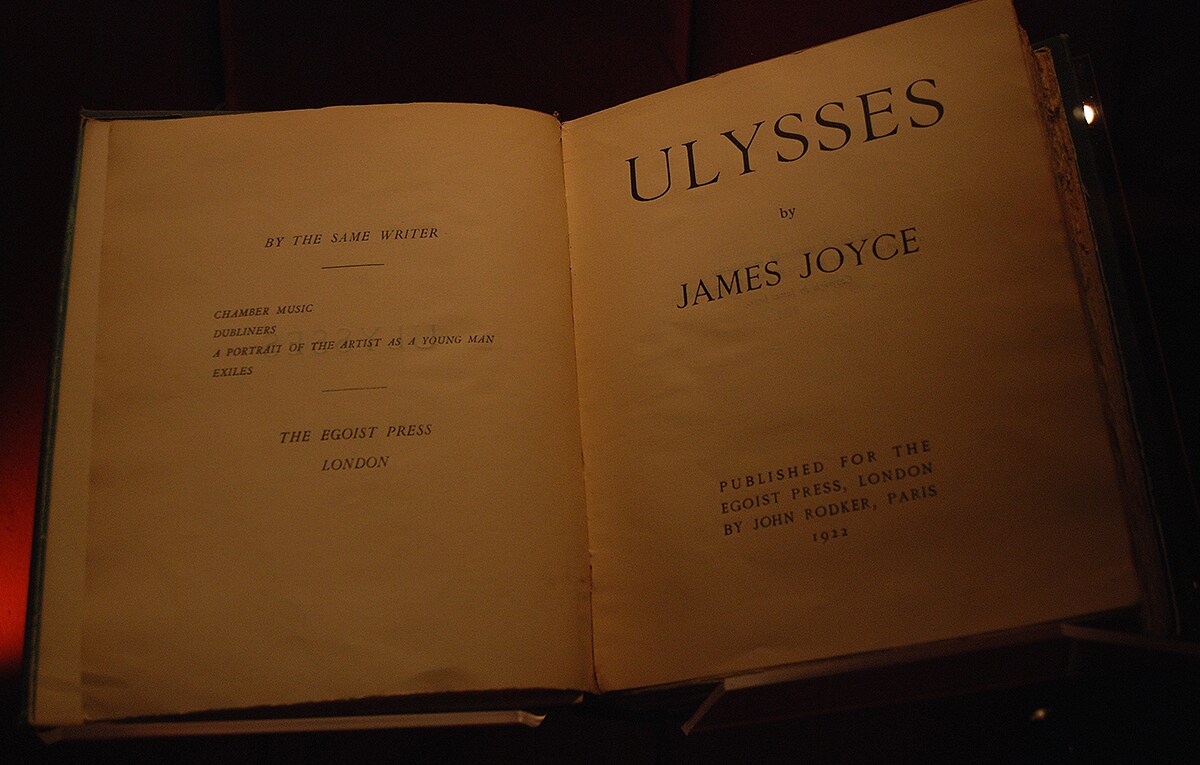 BY THE SAME WRITER
CHAMBER MUSIC
DUBLINERS
A PORTRAIT OF THE ARTIST AS A YOUNG MAN
EXILES
THE EGOIST PRESS
LONDON
ULYSSES
by
JAMES JOYCE
PUBLISHED FOR THE
EGOIST PRESS, LONDON
BY JOHN RODKER, PARIS
1922